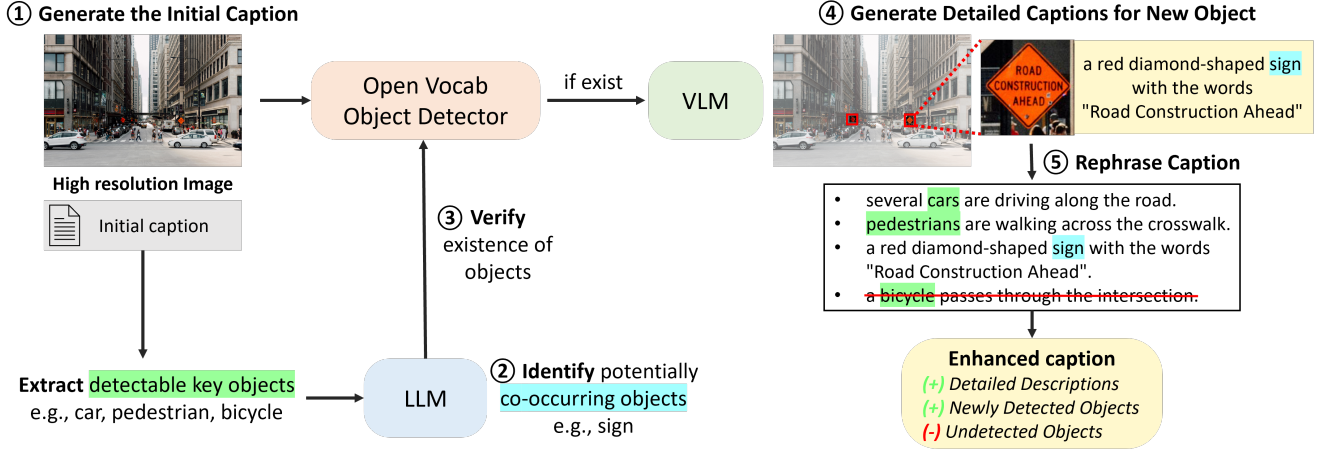 ① Generate the Initial Caption
High resolution Image
Initial caption
Extract detectable key objects
e.g., car, pedestrian, bicycle
LLM
② Identify potentially
co-occurring objects
e.g., sign
③ Verify
existence of
objects
Open Vocab
Object Detector
if exist
VLM
④ Generate Detailed Captions for New Object
ROAD
CONSTRUCTION
AHEAD
a red diamond-shaped sign
with the words
"Road Construction Ahead"
⑤ Rephrase Caption
• several cars are driving along the road.
• pedestrians are walking across the crosswalk.
• a red diamond-shaped sign with the words
"Road Construction Ahead".
• a bicycle passes through the intersection.
Enhanced caption
(+) Detailed Descriptions
(+) Newly Detected Objects
(-) Undetected Objects